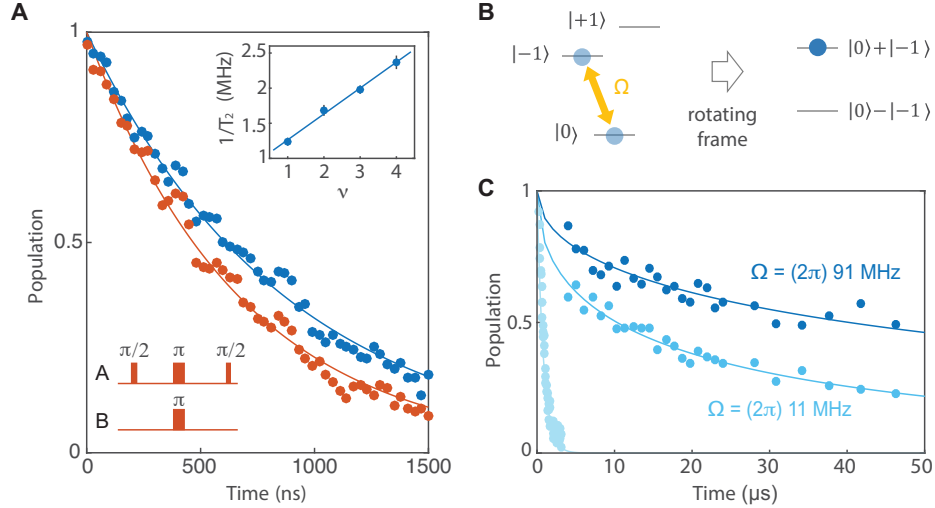 A
1
0.5
0
Population
0
500
1000
1500
Time (ns)
2.5
2
1.5
1
1/T2 (MHz)
1
2
3
4
ν
π/2
π
π/2
A
π
B
B
|+1⟩
|−1⟩
Ω
|0⟩
rotating
frame
|0⟩+|−1⟩
|0⟩−|−1⟩
C
1
0.5
0
Population
Ω = (2π) 91 MHz
Ω = (2π) 11 MHz
0
10
20
30
40
50
Time (µs)